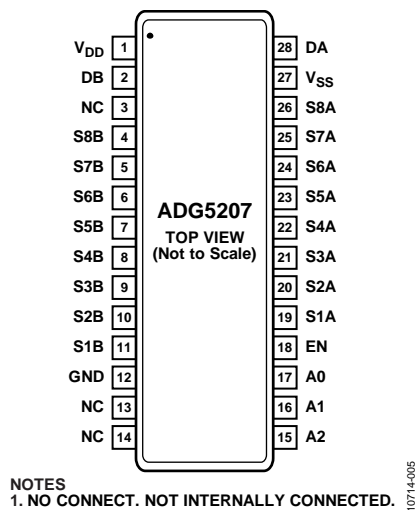 VDD 1 28 DA
DB 2 27 VSS
NC 3 26 S8A
S8B 4 25 S7A
S7B 5 24 S6A
S6B 6 23 S5A
S5B 7 22 S4A
S4B 8 21 S3A
S3B 9 20 S2A
S2B 10 19 S1A
S1B 11 18 EN
GND 12 17 A0
NC 13 16 A1
NC 14 15 A2
ADG5207
TOP VIEW
(Not to Scale)
NOTES
1. NO CONNECT. NOT INTERNALLY CONNECTED.
10714-005